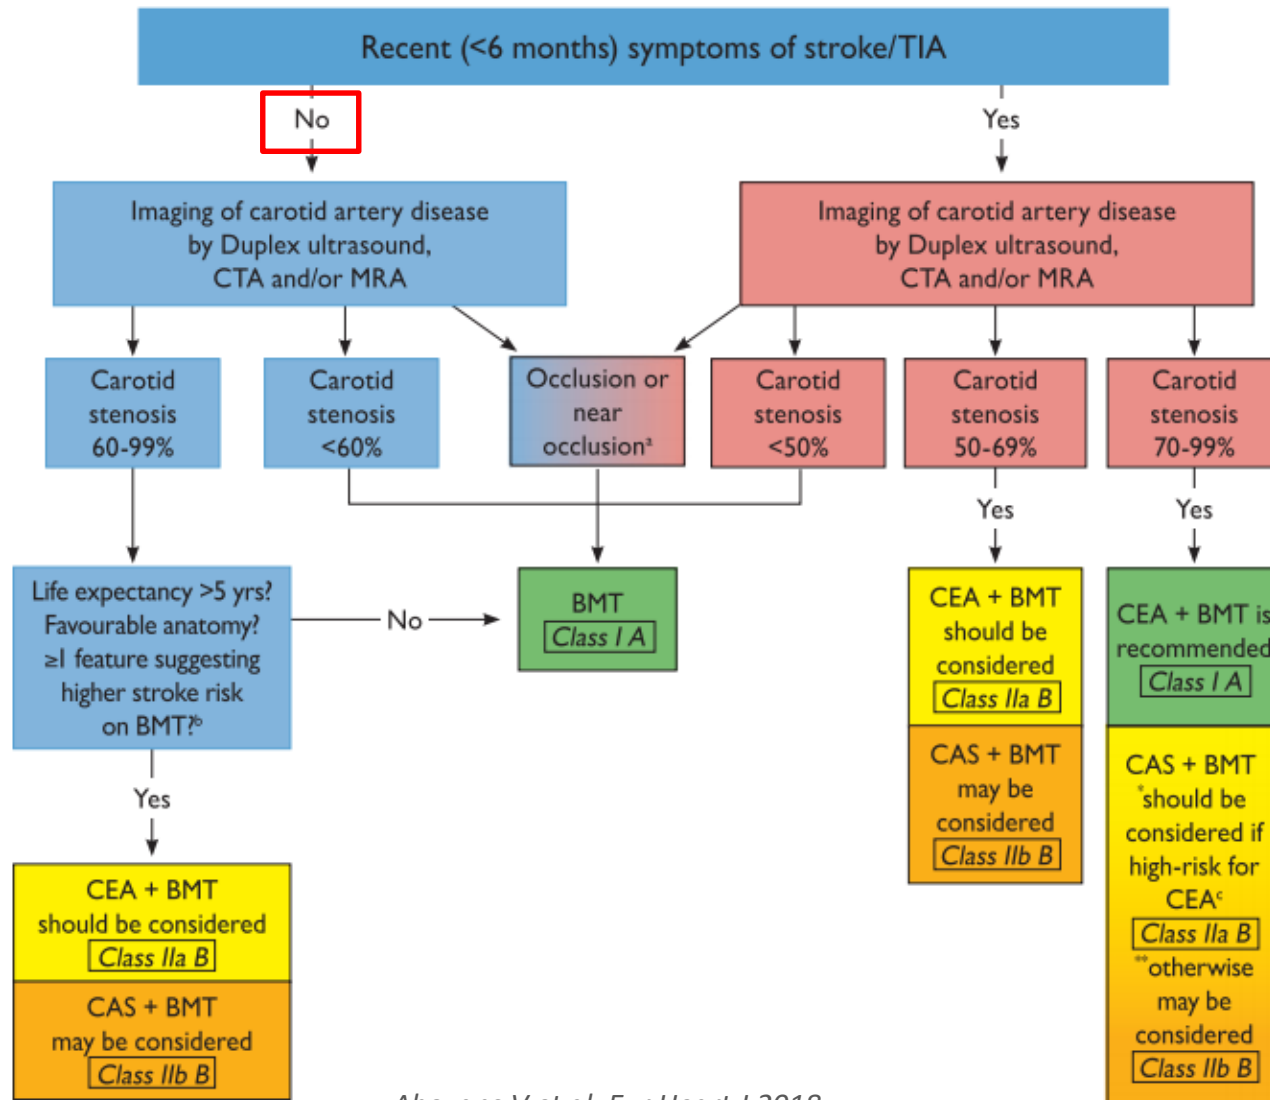 Recent (<6 months) symptoms of stroke/TIA
No
Yes
Imaging of carotid artery disease
by Duplex ultrasound,
CTA and/or MRA
Imaging of carotid artery disease
by Duplex ultrasound,
CTA and/or MRA
Carotid
stenosis
60-99%
Carotid
stenosis
<60%
Occlusion or
near
occlusionᵃ
Carotid
stenosis
<50%
Carotid
stenosis
50-69%
Carotid
stenosis
70-99%
Yes
Yes
Life expectancy >5 yrs?
Favourable anatomy?
≥1 feature suggesting
higher stroke risk
on BMT?ᵇ
No
BMT
Class I A
CEA + BMT
should be
considered
Class IIa B
CAS + BMT
may be
considered
Class IIb B
CEA + BMT is
recommended
Class I A
CAS + BMT
*should be
considered if
high-risk for
CEAᶜ
Class IIa B
**otherwise
may be
considered
Class IIb B
Yes
CEA + BMT
should be considered
Class IIa B
CAS + BMT
may be considered
Class IIb B
V et al. Eur Heart J 2018